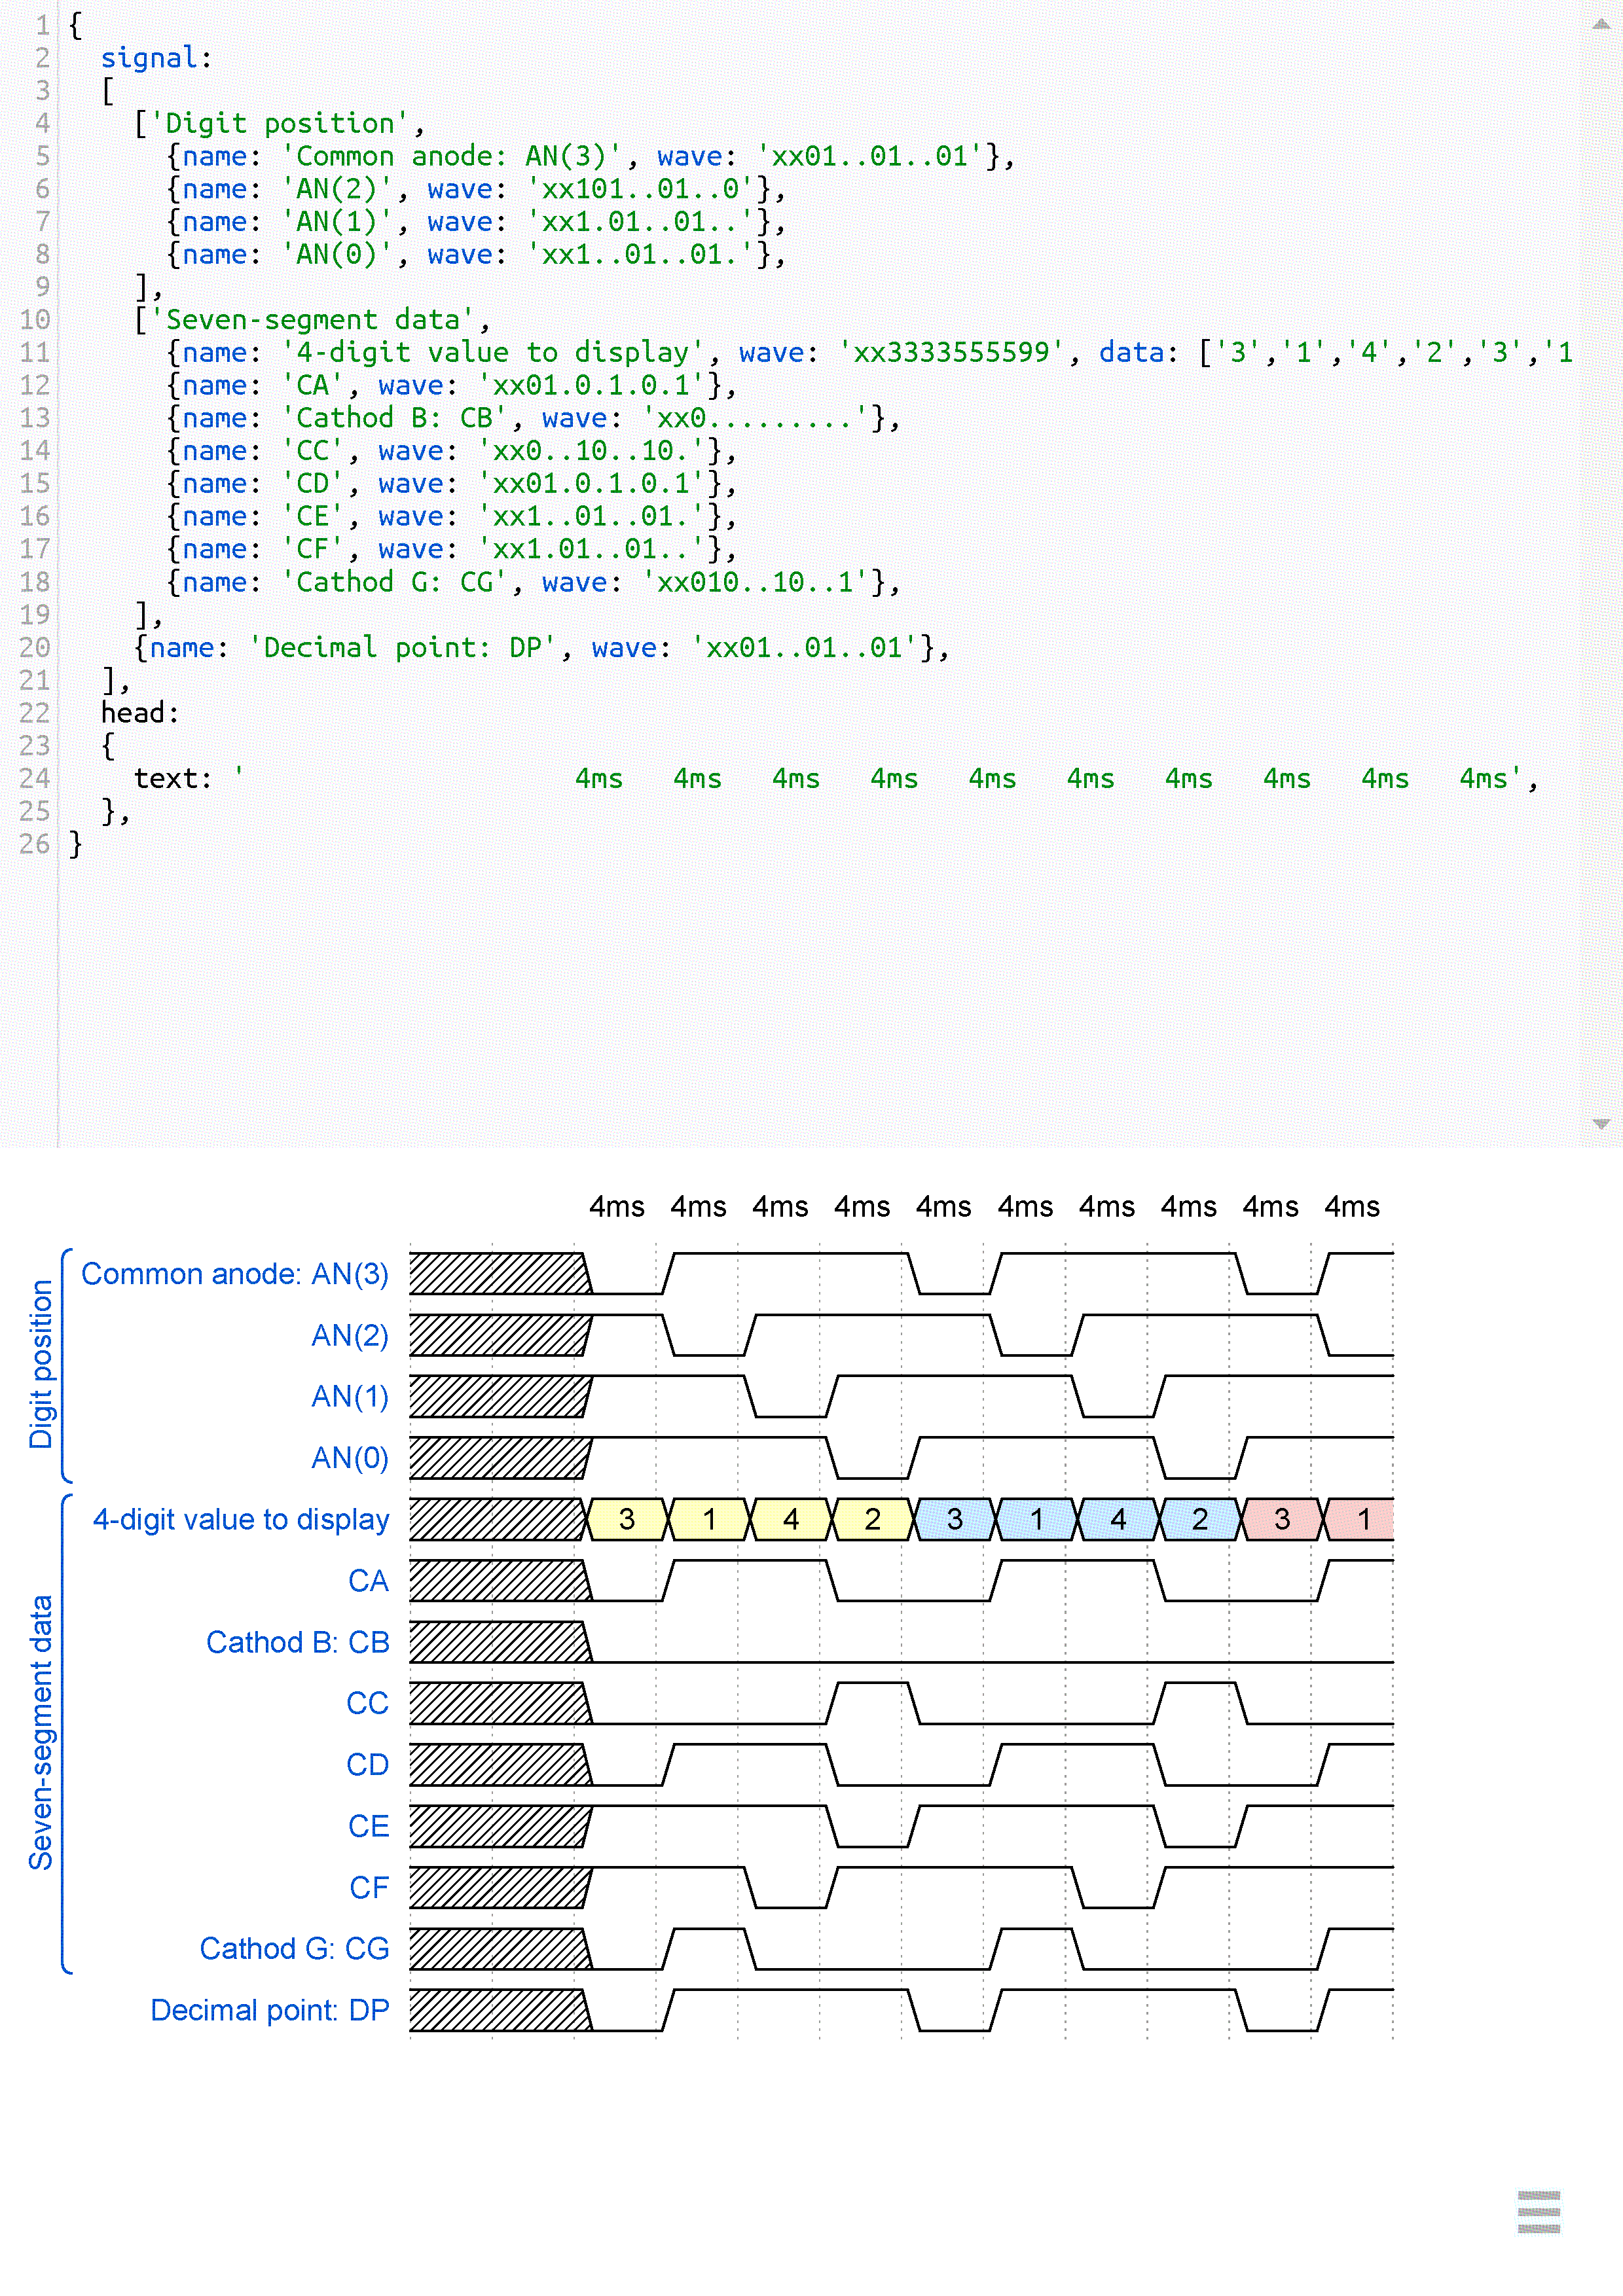 1 {
2   signal:
3   [
4     ['Digit position',
5       {name: 'Common anode: AN(3)', wave: 'xx01..01..01'},
6       {name: 'AN(2)', wave: 'xx101..01..0'},
7       {name: 'AN(1)', wave: 'xx1.01..01..'},
8       {name: 'AN(0)', wave: 'xx1..01..01.'},
9     ],
10     ['Seven-segment data',
11       {name: '4-digit value to display', wave: 'xx3333555599', data: ['3','1','4','2','3','1
12       {name: 'CA', wave: 'xx01.0.1.0.1'},
13       {name: 'Cathod B: CB', wave: 'xx0.........'},
14       {name: 'CC', wave: 'xx0..10..10.'},
15       {name: 'CD', wave: 'xx01.0.1.0.1'},
16       {name: 'CE', wave: 'xx1..01..01.'},
17       {name: 'CF', wave: 'xx1.01..01..'},
18       {name: 'Cathod G: CG', wave: 'xx010..10..1'},
19     ],
20     {name: 'Decimal point: DP', wave: 'xx01..01..01'},
21   ],
22   head:
23   {
24     text: '                    4ms   4ms   4ms   4ms   4ms   4ms   4ms   4ms   4ms   4ms',
25   },
26 }
4ms 4ms 4ms 4ms 4ms 4ms 4ms 4ms 4ms 4ms
Digit position
Common anode: AN(3)
AN(2)
AN(1)
AN(0)
Seven-segment data
4-digit value to display 3 1 4 2 3 1 4 2 3 1
CA
Cathod B: CB
CC
CD
CE
CF
Cathod G: CG
Decimal point: DP